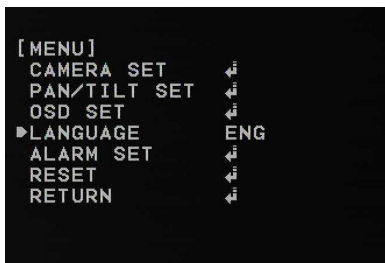 [MENU]
CAMERA SET ↲
PAN/TILT SET ↲
OSD SET ↲
LANGUAGE ENG
ALARM SET ↲
RESET ↲
RETURN ↲